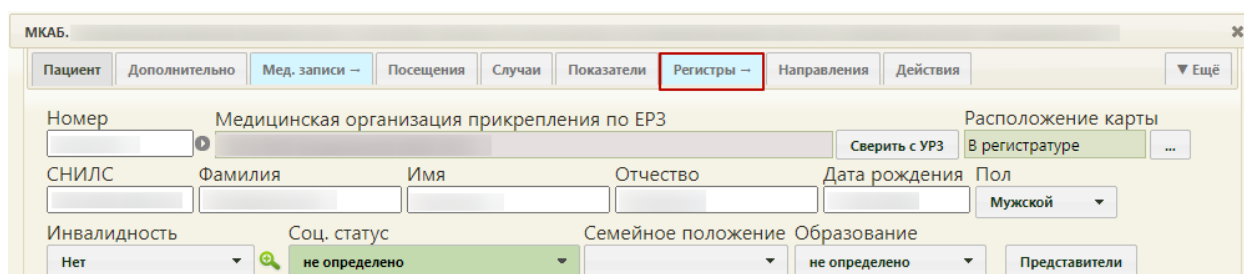 МКАБ.
Пациент Дополнительно Мед. записи → Посещения Случаи Показатели Регистры → Направления Действия ▼ Ещё
Номер Медицинская организация прикрепления по ЕРЗ Расположение карты
Сверить с УРЗ В регистратуре ...
СНИЛС Фамилия Имя Отчество Дата рождения Пол
Мужской
Инвалидность Соц. статус Семейное положение Образование
Нет не определено не определено Представители